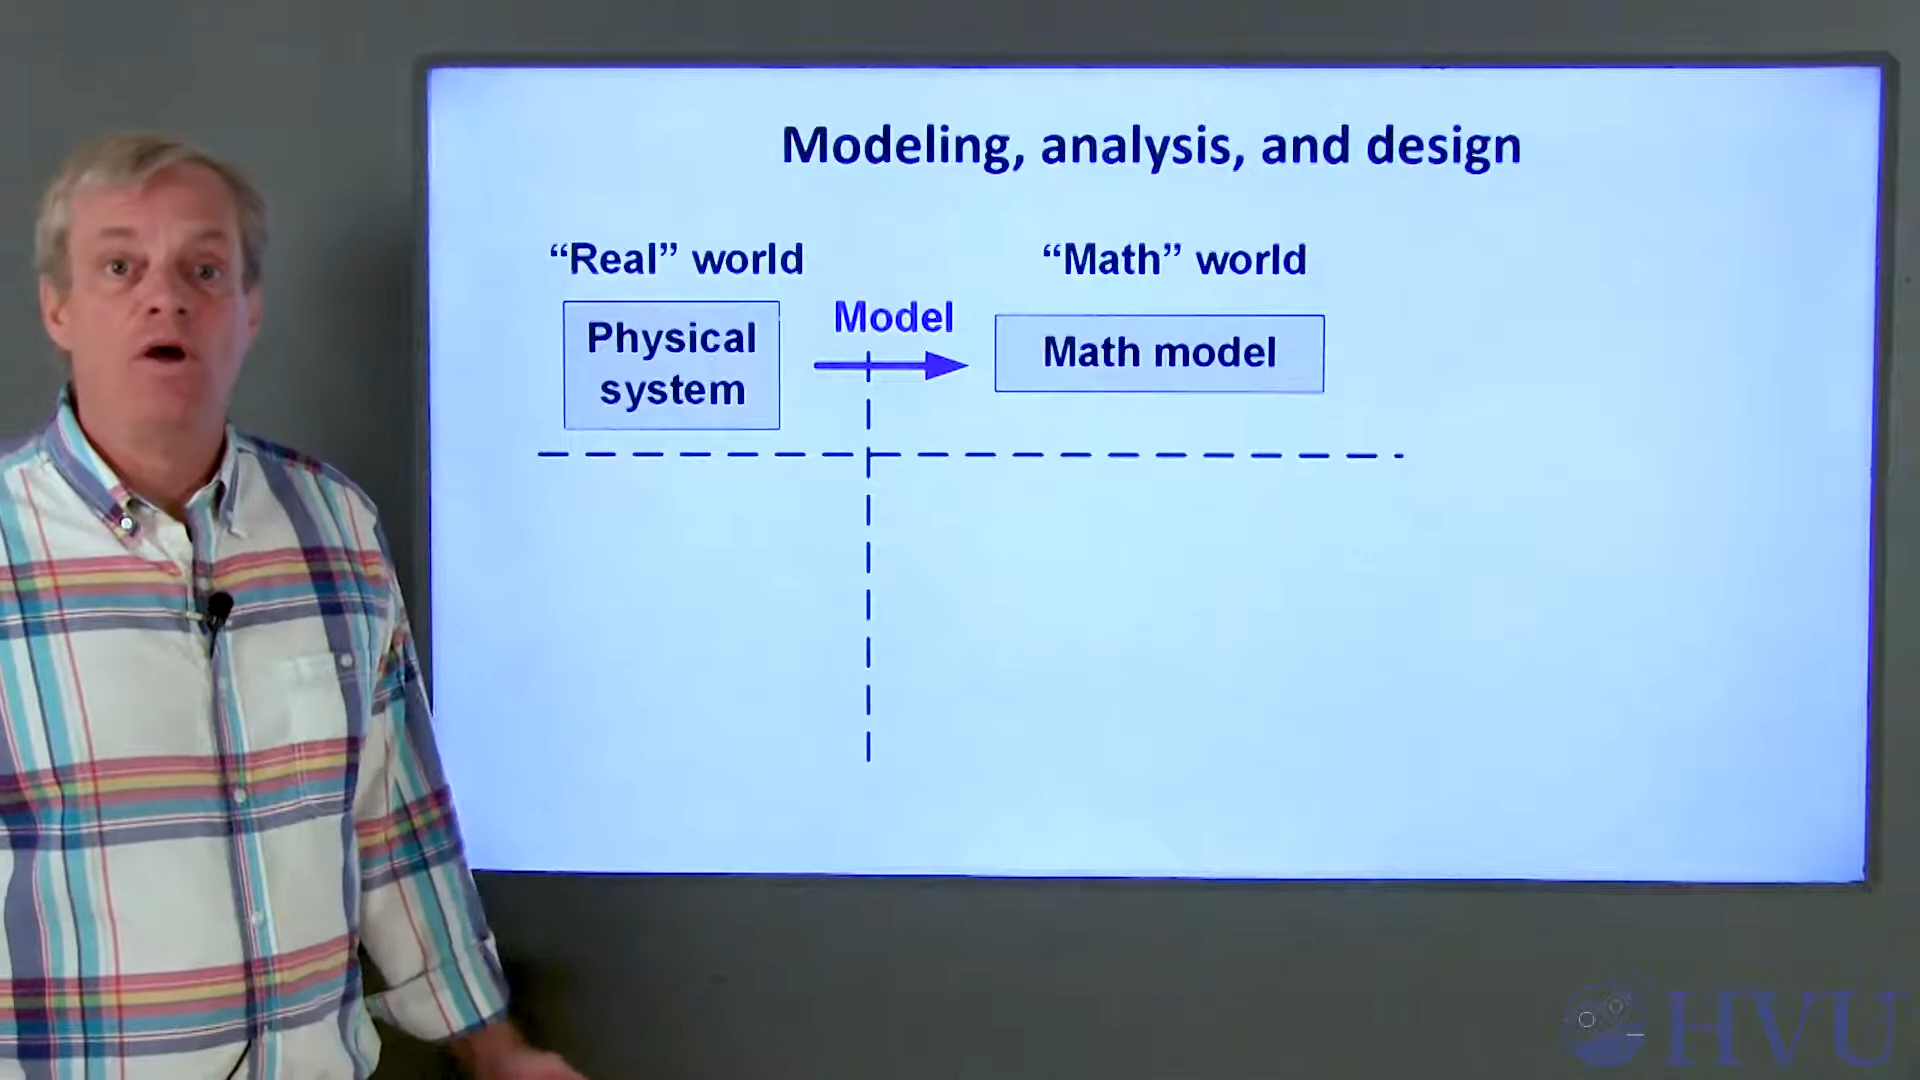 Modeling, analysis, and design
“Real” world
“Math” world
Model
Physical
system
Math model
HVU